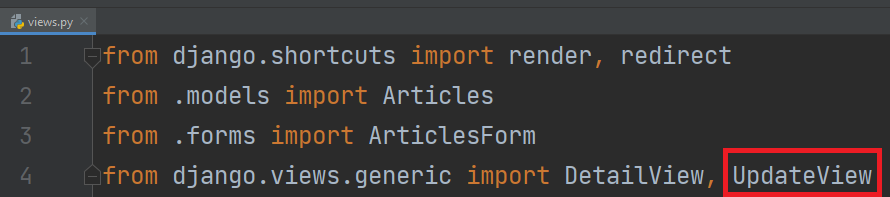 views.py
1 from django.shortcuts import render, redirect
2 from .models import Articles
3 from .forms import ArticlesForm
4 from django.views.generic import DetailView, UpdateView